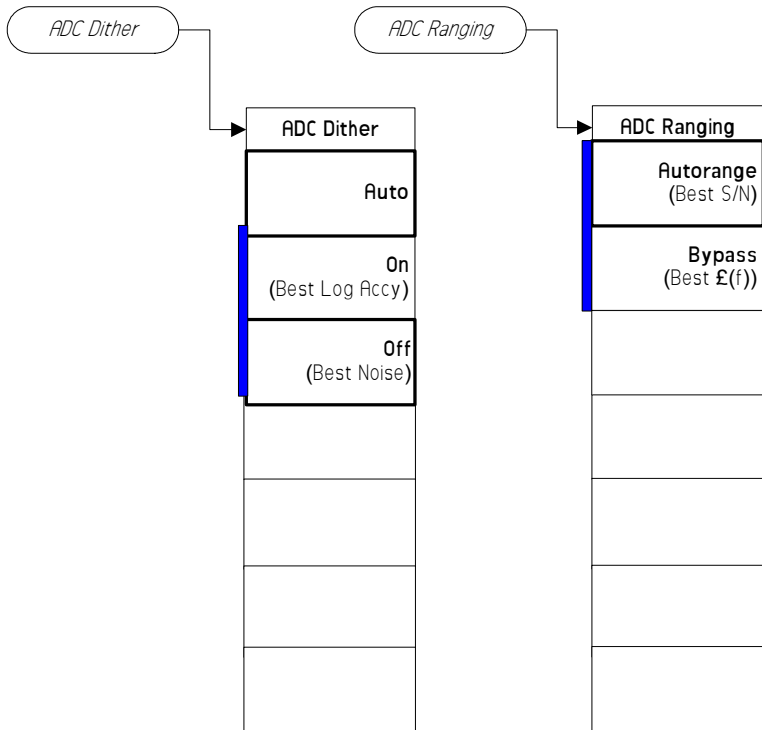 ADC Dither
ADC Ranging
ADC Dither
Auto
On
(Best Log Accy)
Off
(Best Noise)
ADC Ranging
Autorange
(Best S/N)
Bypass
(Best £(f))